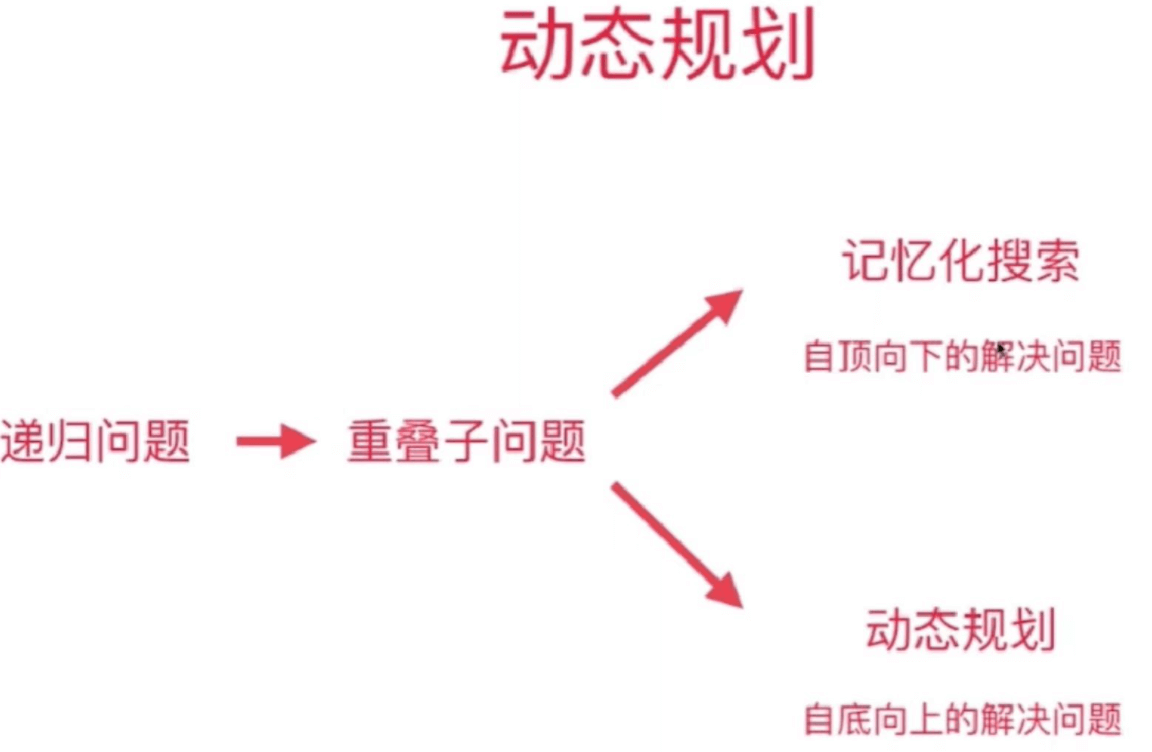 动态规划
记忆化搜索
自顶向下的解决问题
递归问题
重叠子问题
动态规划
自底向上的解决问题